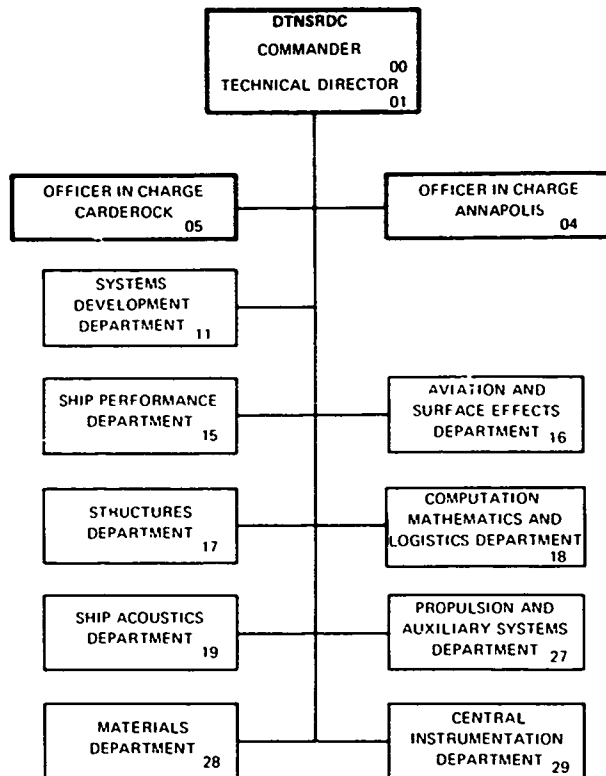 DTNSRDC
COMMANDER
00
TECHNICAL DIRECTOR
01
OFFICER IN CHARGE
CARDEROCK
05
OFFICER IN CHARGE
ANNAPOLIS
04
SYSTEMS
DEVELOPMENT
DEPARTMENT
11
SHIP PERFORMANCE
DEPARTMENT
15
AVIATION AND
SURFACE EFFECTS
DEPARTMENT
16
STRUCTURES
DEPARTMENT
17
COMPUTATION
MATHEMATICS AND
LOGISTICS DEPARTMENT
18
SHIP ACOUSTICS
DEPARTMENT
19
PROPULSION AND
AUXILIARY SYSTEMS
DEPARTMENT
27
MATERIALS
DEPARTMENT
28
CENTRAL
INSTRUMENTATION
DEPARTMENT
29